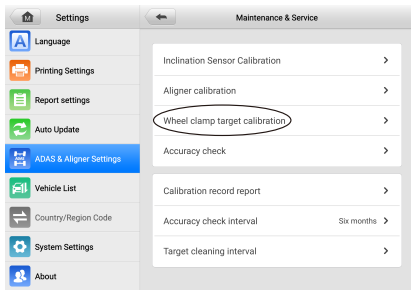 Settings
Maintenance & Service
Language
Printing Settings
Report settings
Auto Update
ADAS & Aligner Settings
Vehicle List
Country/Region Code
System Settings
About
Inclination Sensor Calibration
Aligner calibration
Wheel clamp target calibration
Accuracy check
Calibration record report
Accuracy check interval Six months
Target cleaning interval